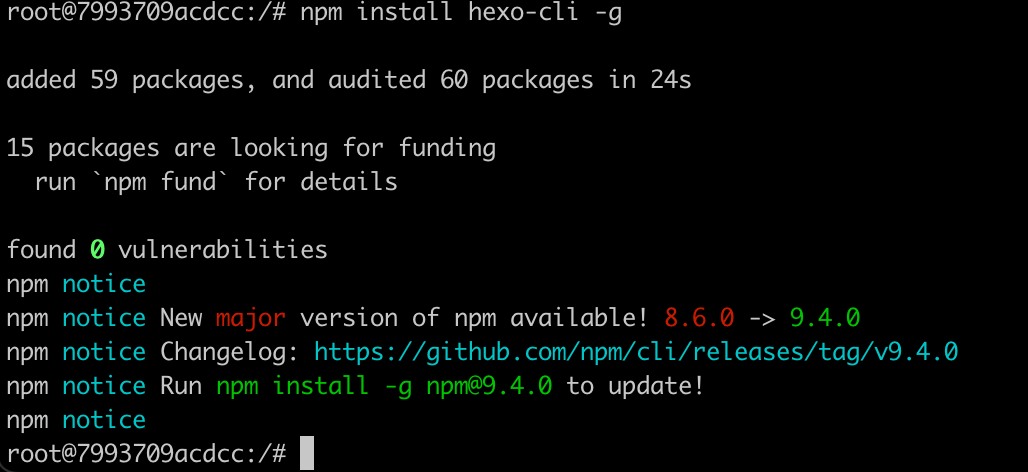 root@7993709acdcc:/# npm install hexo-cli -g
added 59 packages, and audited 60 packages in 24s
15 packages are looking for funding
  run `npm fund` for details
found 0 vulnerabilities
npm notice
npm notice New major version of npm available! 8.6.0 -> 9.4.0
npm notice Changelog: https://github.com/npm/cli/releases/tag/v9.4.0
npm notice Run npm install -g npm@9.4.0 to update!
npm notice
root@7993709acdcc:/#